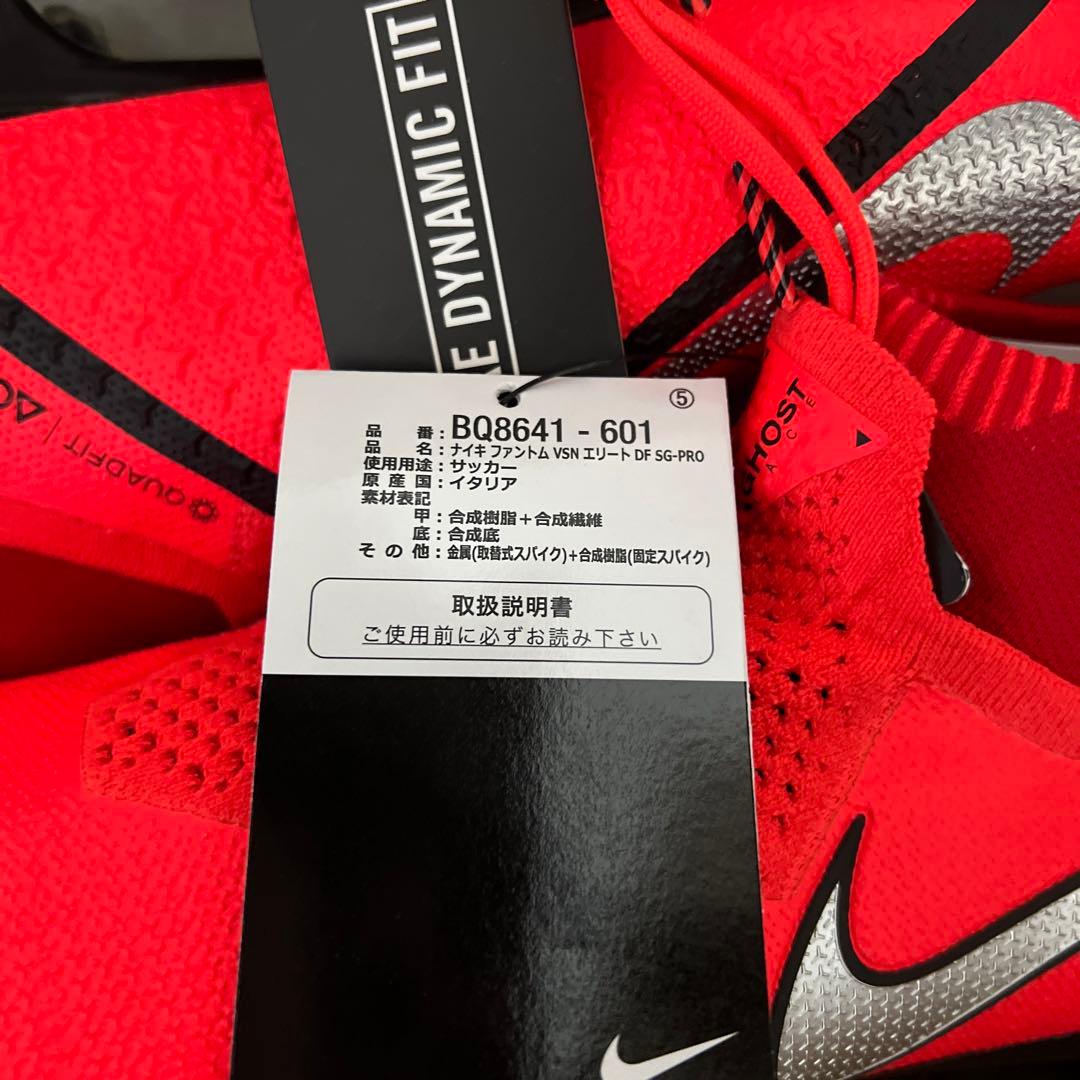 KE DYNAMIC FIT
⑤
品番:BQ8641 - 601
品名:ナイキ ファントム VSN エリート DF SG-PRO
使用用途:サッカー
原産国:イタリア
素材表記
甲:合成樹脂+合成繊維
底:合成底
その他:金属(取替式スパイク)+合成樹脂(固定スパイク)
取扱説明書
ご使用前に必ずお読み下さい
QUADFIT
GHOST